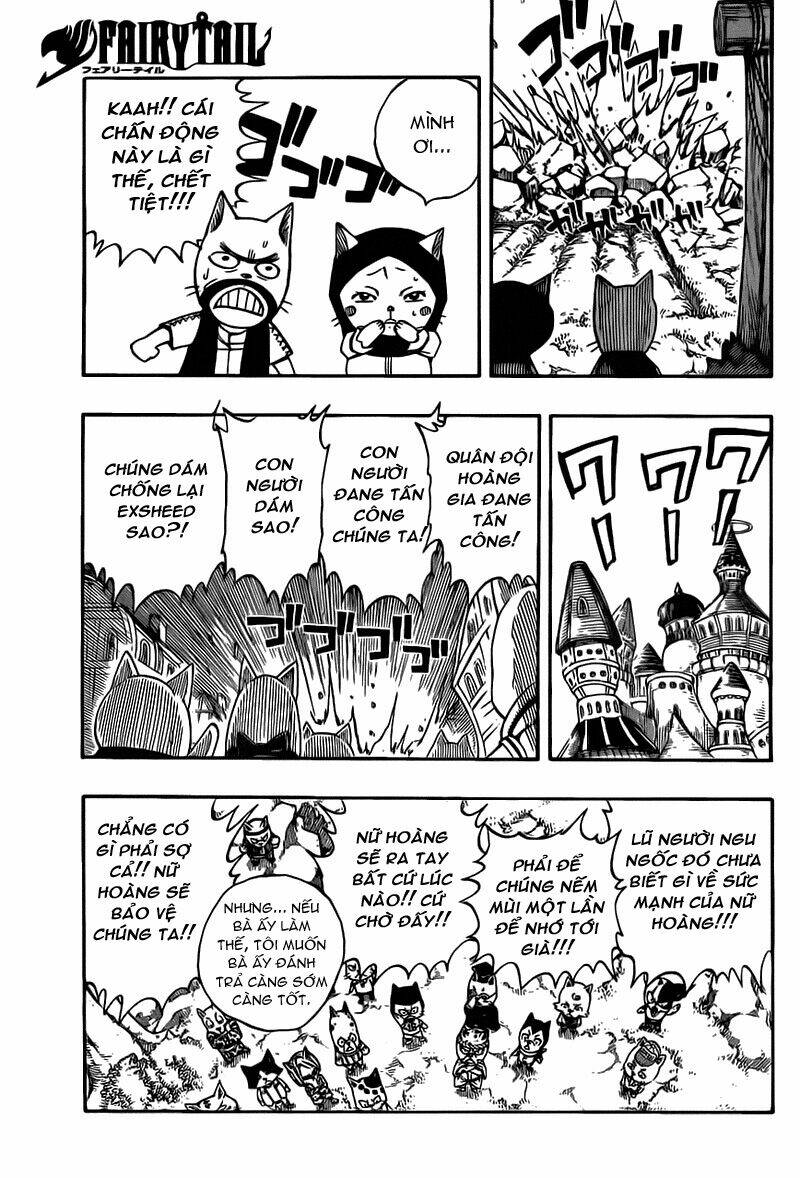 FAIRY TAIL
フェアリーテイル
ゴゴゴ
ガガガガ
MÌNH
ƠI...
KAAH!! CÁI
CHẤN ĐỘNG
NÀY LÀ GÌ
THẾ, CHẾT
TIỆT!!!
ゴゴゴゴ
ワーワーワー
QUÂN ĐỘI
HOÀNG
GIA ĐANG
TẤN
CÔNG!
CON
NGƯỜI
ĐANG TẤN
CÔNG
CHÚNG TA!
CON
NGƯỜI
DÁM
SAO!
CHÚNG DÁM
CHỐNG LẠI
EXSHEED
SAO?!
ゴゴゴゴ
LŨ NGƯỜI NGU
NGỐC ĐÓ CHƯA
BIẾT GÌ VỀ SỨC
MẠNH CỦA NỮ
HOÀNG!!!
PHẢI ĐỂ
CHÚNG NẾM
MÙI MỘT LẦN
ĐỂ NHỚ TỚI
GIÀ!!!
NỮ HOÀNG
SẼ RA TAY
BẤT CỨ LÚC
NÀO!! CỨ
CHỜ ĐẤY!!
NHƯNG... NẾU
BÀ ẤY LÀM
THẾ, TÔI MUỐN
BÀ ẤY ĐÁNH
TRẢ CÀNG SỚM
CÀNG TỐT.
CHẲNG CÓ
GÌ PHẢI SỢ
CẢ!! NỮ
HOÀNG SẼ
BẢO VỆ
CHÚNG TA!!